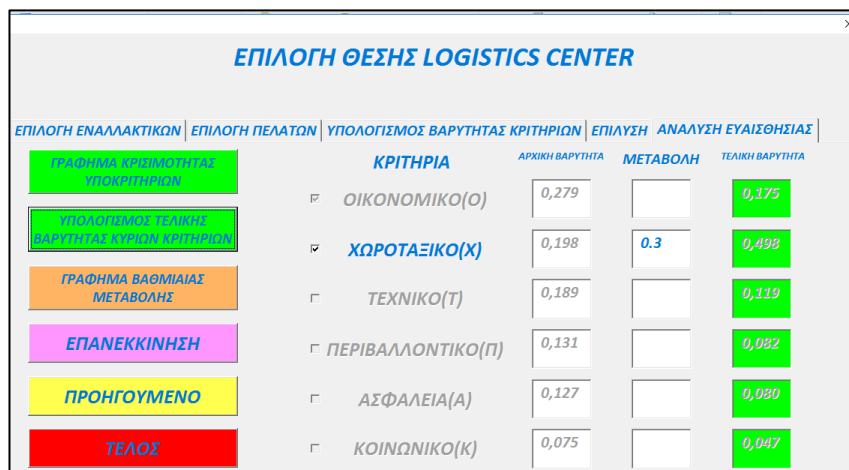 ΕΠΙΛΟΓΗ ΘΕΣΗΣ LOGISTICS CENTER
ΕΠΙΛΟΓΗ ΕΝΑΛΛΑΚΤΙΚΩΝ ΕΠΙΛΟΓΗ ΠΕΛΑΤΩΝ ΥΠΟΛΟΓΙΣΜΟΣ ΒΑΡΥΤΗΤΑΣ ΚΡΙΤΗΡΙΩΝ ΕΠΙΛΥΣΗ ΑΝΑΛΥΣΗ ΕΥΑΙΣΘΗΣΙΑΣ
ΓΡΑΦΗΜΑ ΚΡΙΣΙΜΟΤΗΤΑΣ
ΥΠΟΚΡΙΤΗΡΙΩΝ
ΥΠΟΛΟΓΙΣΜΟΣ ΤΕΛΙΚΗΣ
ΒΑΡΥΤΗΤΑΣ ΚΥΡΙΩΝ ΚΡΙΤΗΡΙΩΝ
ΓΡΑΦΗΜΑ ΒΑΘΜΙΑΙΑΣ
ΜΕΤΑΒΟΛΗΣ
ΕΠΑΝΕΚΚΙΝΗΣΗ
ΠΡΟΗΓΟΥΜΕΝΟ
ΤΕΛΟΣ
ΚΡΙΤΗΡΙΑ ΑΡΧΙΚΗ ΒΑΡΥΤΗΤΑ ΜΕΤΑΒΟΛΗ ΤΕΛΙΚΗ ΒΑΡΥΤΗΤΑ
ΟΙΚΟΝΟΜΙΚΟ(Ο) 0,279 0,175
ΧΩΡΟΤΑΞΙΚΟ(Χ) 0,198 0.3 0,498
ΤΕΧΝΙΚΟ(Τ) 0,189 0,119
ΠΕΡΙΒΑΛΛΟΝΤΙΚΟ(Π) 0,131 0,082
ΑΣΦΑΛΕΙΑ(Α) 0,127 0,080
ΚΟΙΝΩΝΙΚΟ(Κ) 0,075 0,047